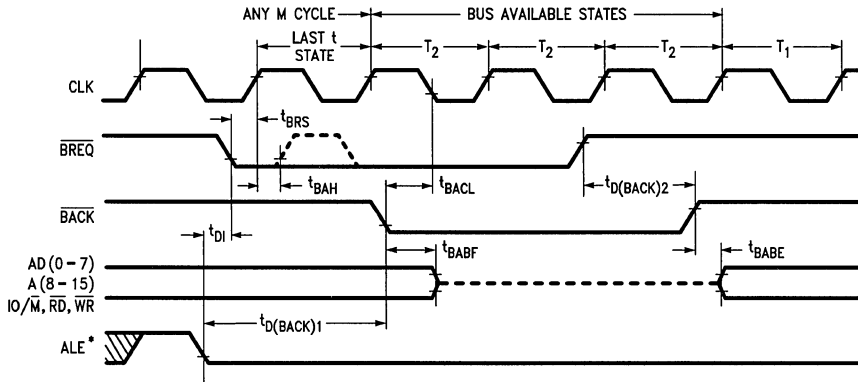 ANY M CYCLE
BUS AVAILABLE STATES
LAST t
STATE
T2
T2
T2
T1
CLK
tBRS
BREQ
tBAH
tBACL
tD(BACK)2
BACK
tDI
tBABF
tBABE
AD (0-7)
A (8-15)
IO/M, RD, WR
tD(BACK)1
ALE*